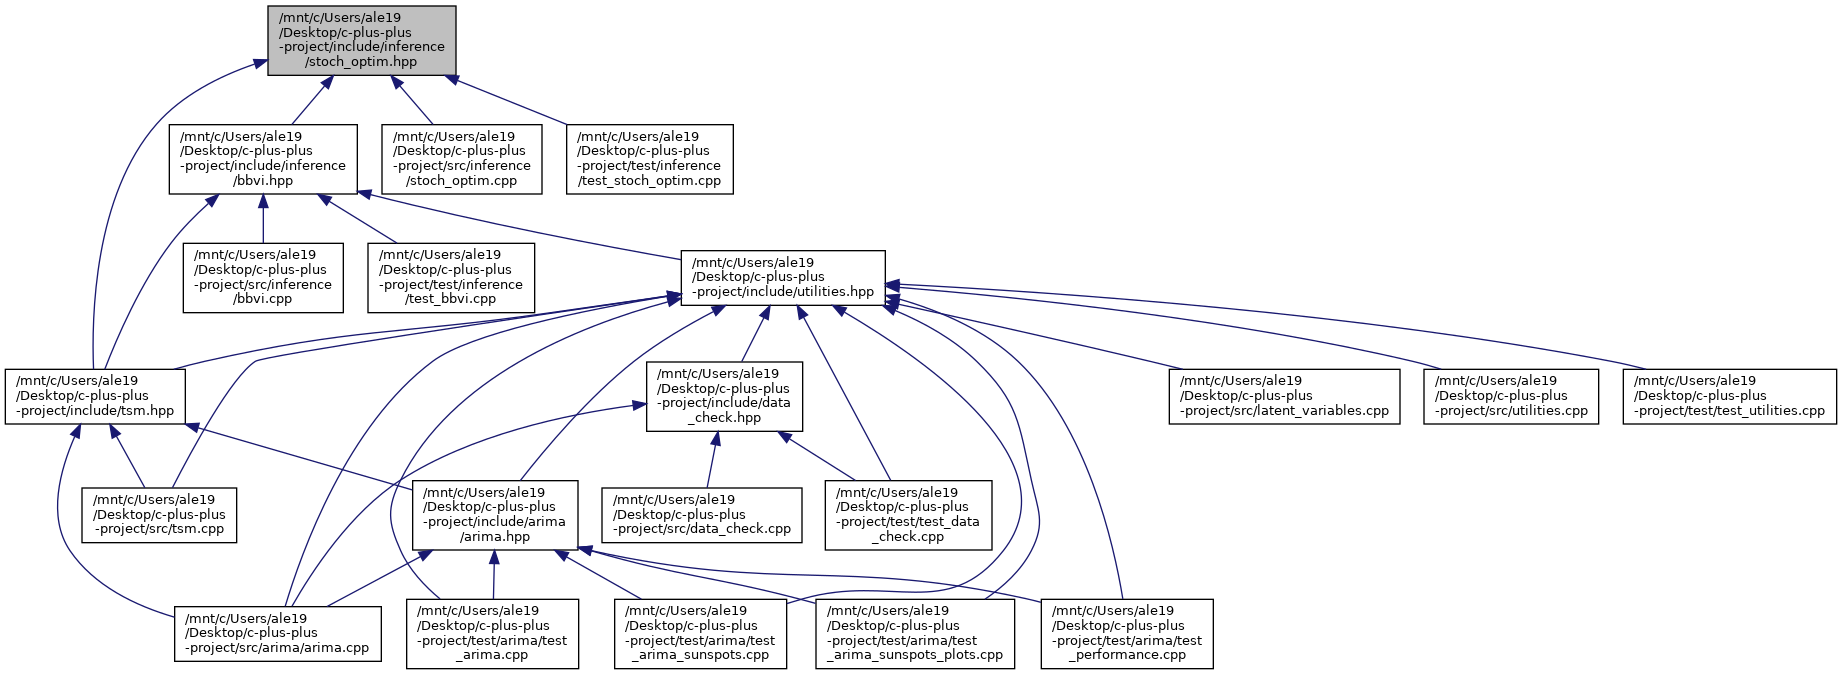 /mnt/c/Users/ale19
/Desktop/c-plus-plus
-project/include/inference
/stoch_optim.hpp
/mnt/c/Users/ale19
/Desktop/c-plus-plus
-project/include/inference
/bbvi.hpp
/mnt/c/Users/ale19
/Desktop/c-plus-plus
-project/src/inference
/stoch_optim.cpp
/mnt/c/Users/ale19
/Desktop/c-plus-plus
-project/test/inference
/test_stoch_optim.cpp
/mnt/c/Users/ale19
/Desktop/c-plus-plus
-project/src/inference
/bbvi.cpp
/mnt/c/Users/ale19
/Desktop/c-plus-plus
-project/test/inference
/test_bbvi.cpp
/mnt/c/Users/ale19
/Desktop/c-plus-plus
-project/include/utilities.hpp
/mnt/c/Users/ale19
/Desktop/c-plus-plus
-project/include/tsm.hpp
/mnt/c/Users/ale19
/Desktop/c-plus-plus
-project/include/data
_check.hpp
/mnt/c/Users/ale19
/Desktop/c-plus-plus
-project/src/latent_variables.cpp
/mnt/c/Users/ale19
/Desktop/c-plus-plus
-project/src/utilities.cpp
/mnt/c/Users/ale19
/Desktop/c-plus-plus
-project/test/test_utilities.cpp
/mnt/c/Users/ale19
/Desktop/c-plus-plus
-project/src/tsm.cpp
/mnt/c/Users/ale19
/Desktop/c-plus-plus
-project/include/arima
/arima.hpp
/mnt/c/Users/ale19
/Desktop/c-plus-plus
-project/src/data_check.cpp
/mnt/c/Users/ale19
/Desktop/c-plus-plus
-project/test/test_data
_check.cpp
/mnt/c/Users/ale19
/Desktop/c-plus-plus
-project/src/arima/arima.cpp
/mnt/c/Users/ale19
/Desktop/c-plus-plus
-project/test/arima/test
_arima.cpp
/mnt/c/Users/ale19
/Desktop/c-plus-plus
-project/test/arima/test
_arima_sunspots.cpp
/mnt/c/Users/ale19
/Desktop/c-plus-plus
-project/test/arima/test
_arima_sunspots_plots.cpp
/mnt/c/Users/ale19
/Desktop/c-plus-plus
-project/test/arima/test
_performance.cpp